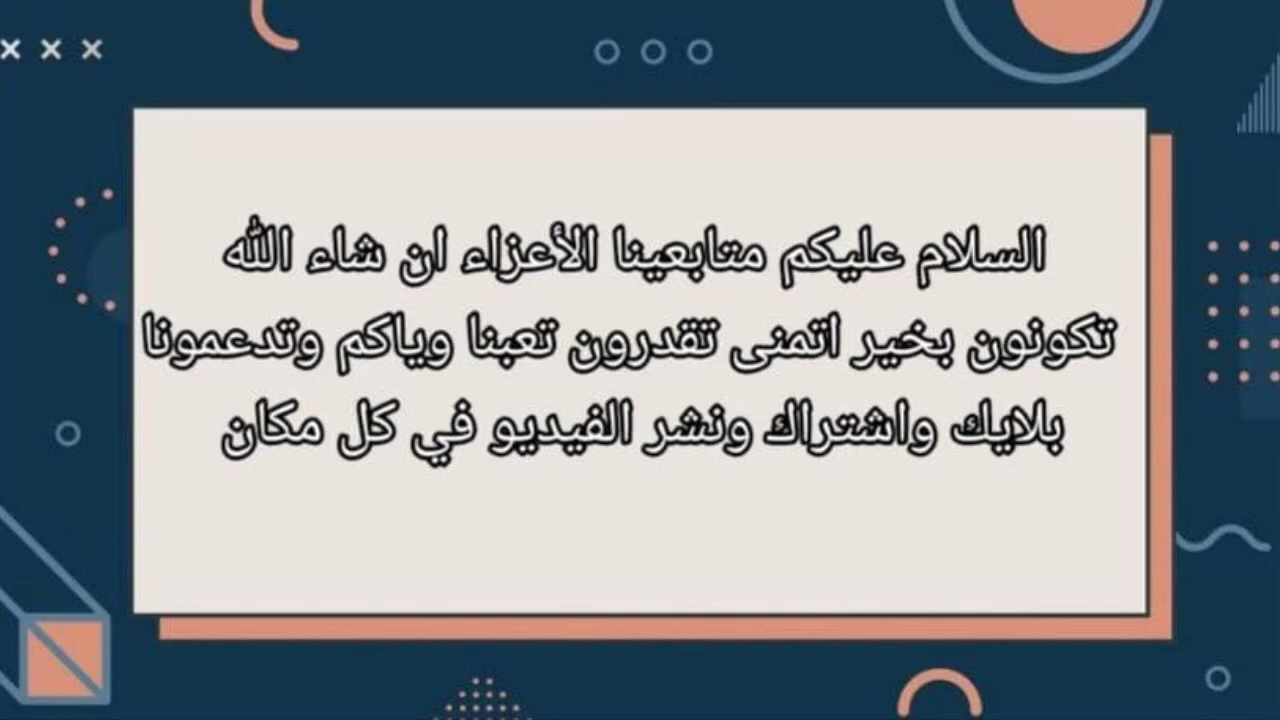 السلام عليكم متابعينا الأعزاء ان شاء الله
تكونون بخير اتمنى تقدرون تعبنا وياكم وتدعمونا
بلايك واشتراك ونشر الفيديو في كل مكان